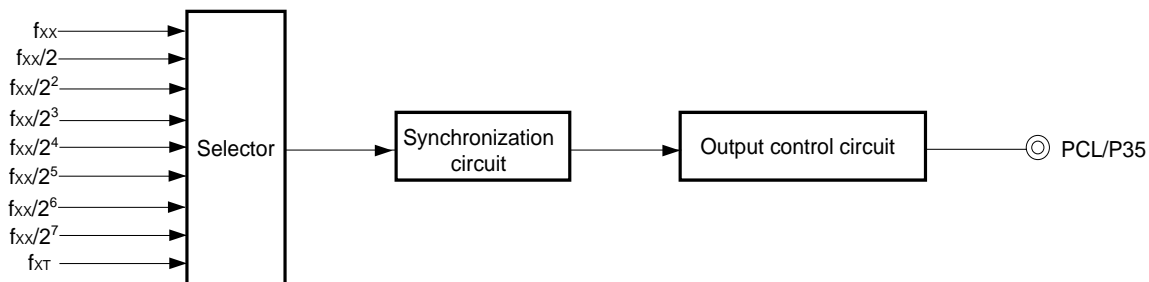 fXX
fXX/2
fXX/2²
fXX/2³
fXX/2⁴
fXX/2⁵
fXX/2⁶
fXX/2⁷
fXT
Selector
Synchronization
circuit
Output control circuit
PCL/P35